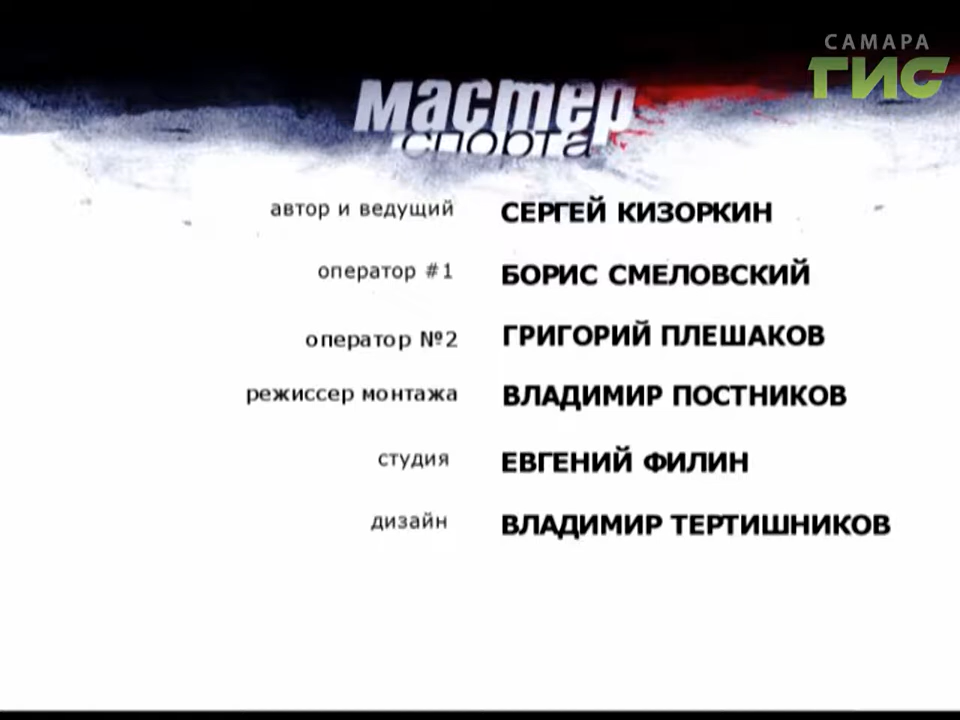 САМАРА
ГИС
мастер
спорта
автор и ведущий СЕРГЕЙ КИЗОРКИН
оператор #1 БОРИС СМЕЛОВСКИЙ
оператор №2 ГРИГОРИЙ ПЛЕШАКОВ
режиссер монтажа ВЛАДИМИР ПОСТНИКОВ
студия ЕВГЕНИЙ ФИЛИН
дизайн ВЛАДИМИР ТЕРТИШНИКОВ